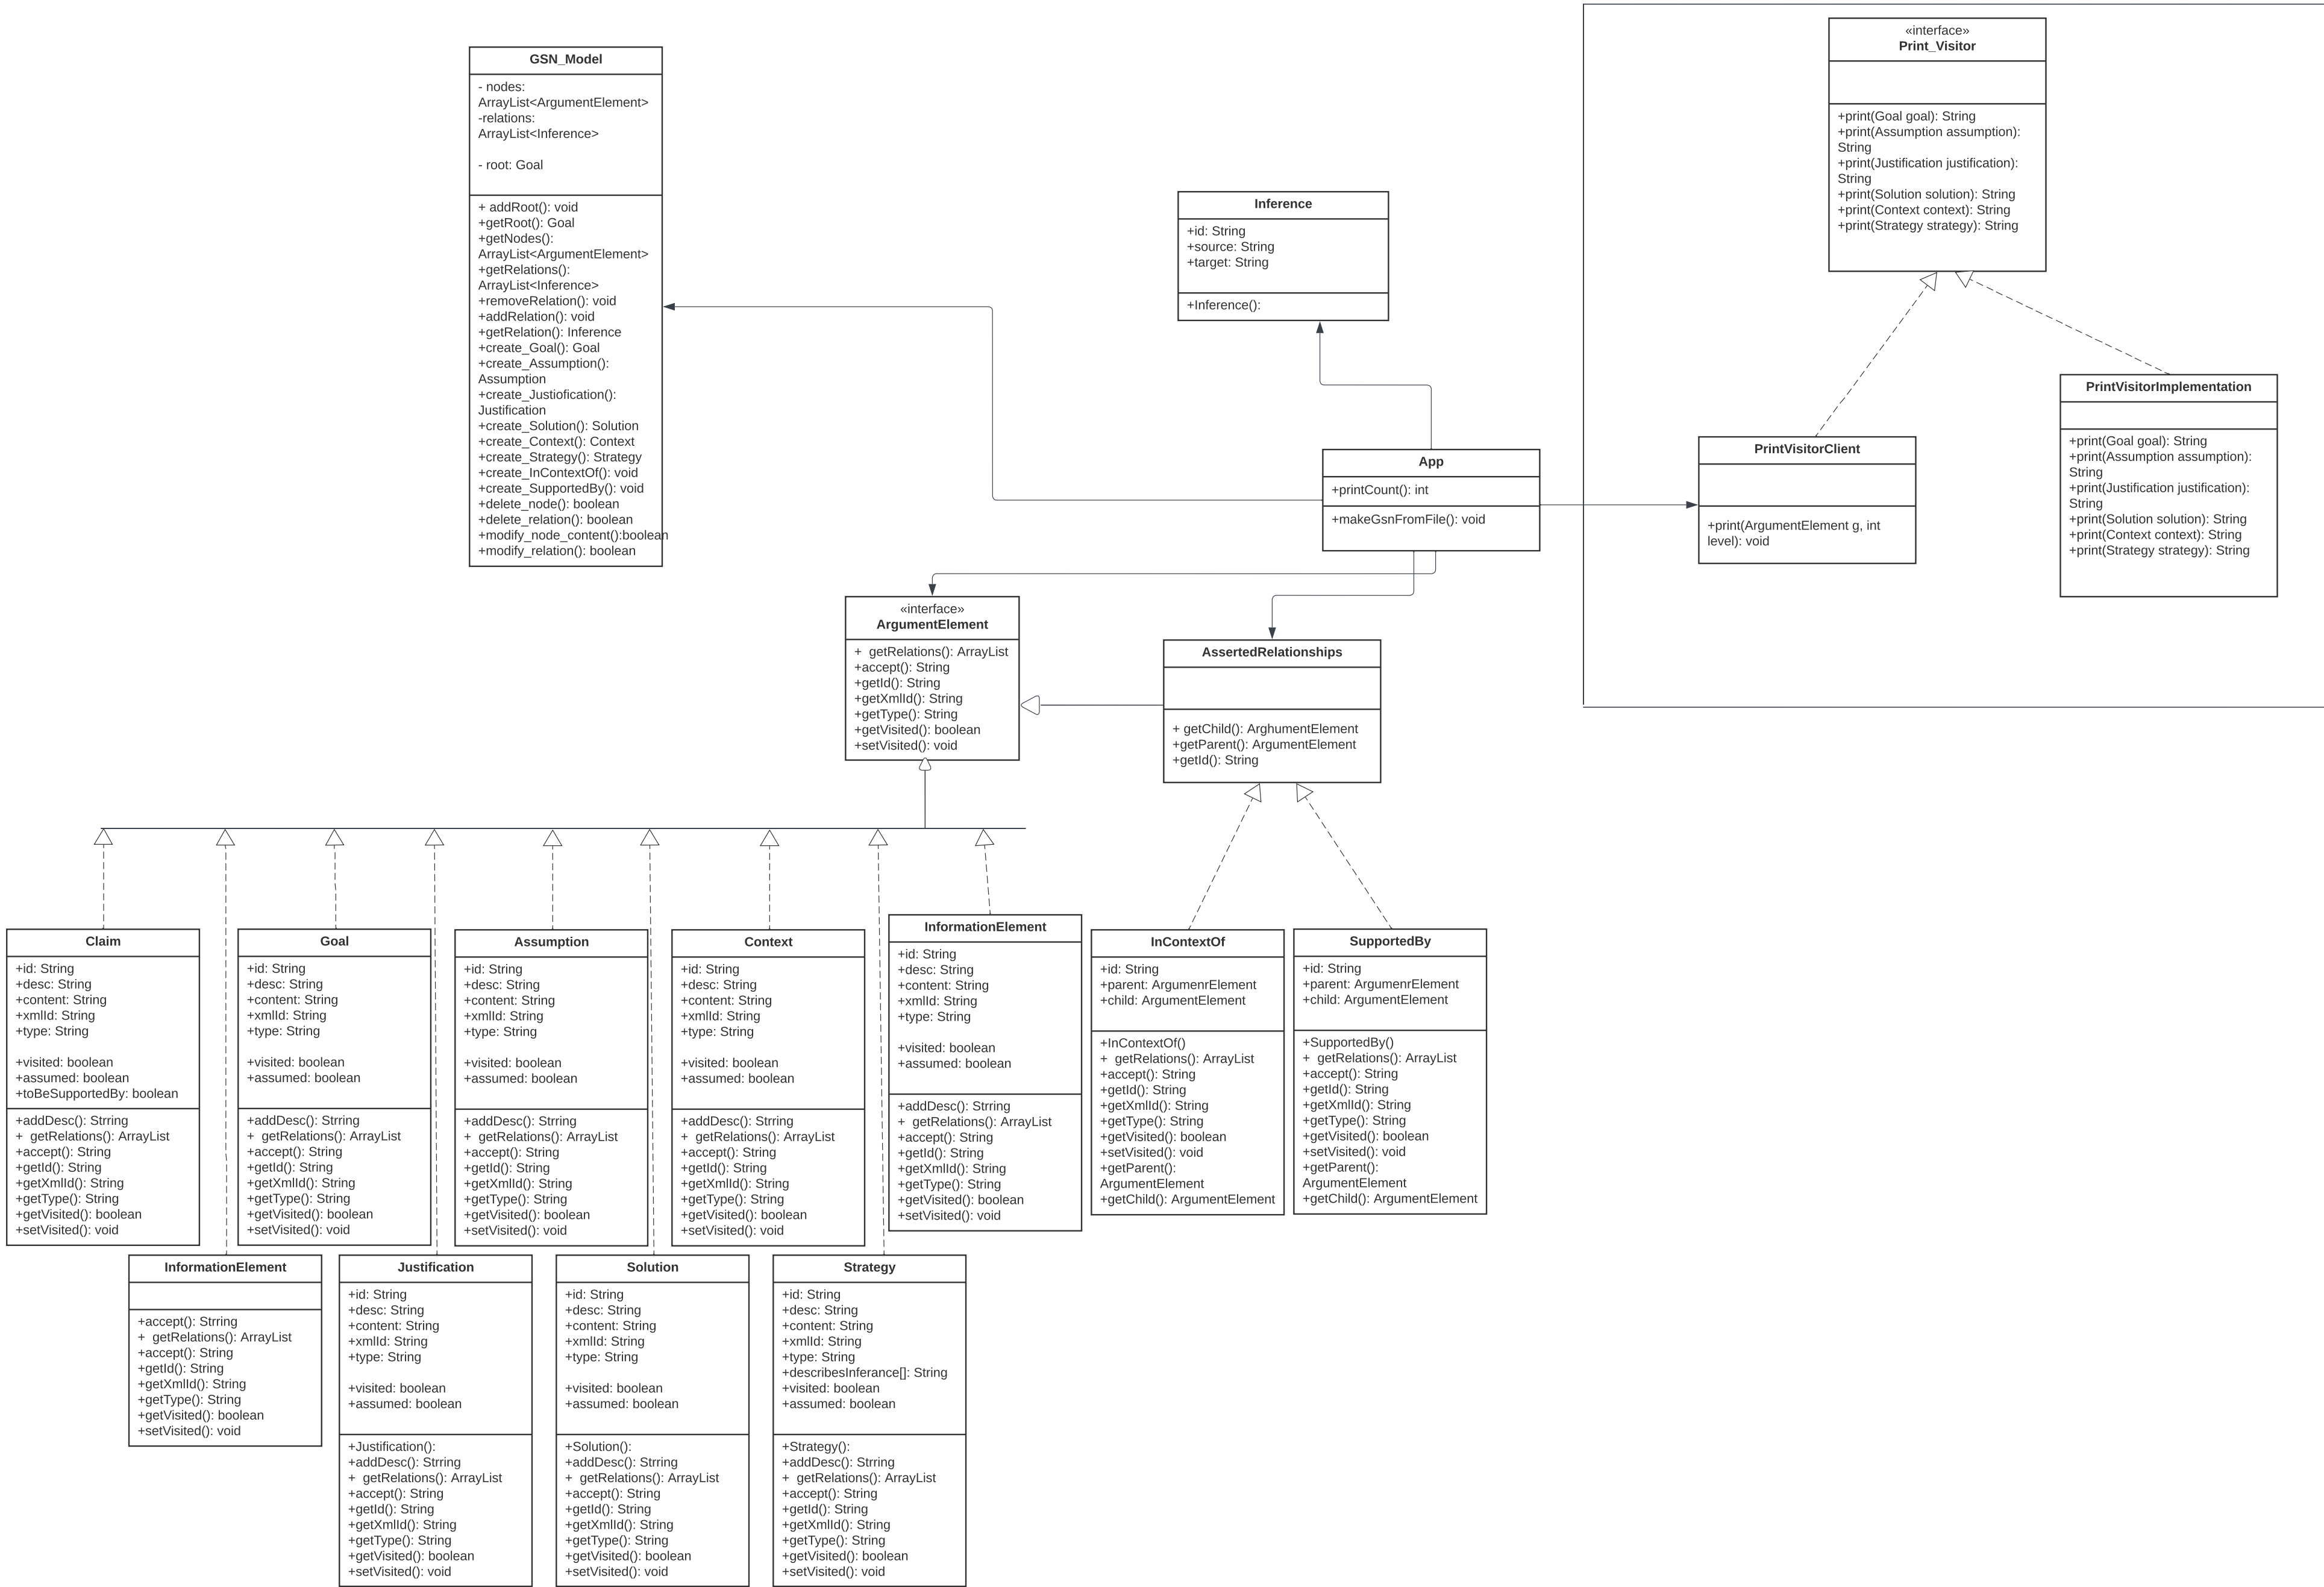 GSN_Model
- nodes:
ArrayList<ArgumentElement>
-relations:
ArrayList<Inference>
- root: Goal
+ addRoot(): void
+getRoot(): Goal
+getNodes():
ArrayList<ArgumentElement>
+getRelations():
ArrayList<Inference>
+removeRelation(): void
+addRelation(): void
+getRelation(): Inference
+create_Goal(): Goal
+create_Assumption():
Assumption
+create_Justiofication():
Justification
+create_Solution(): Solution
+create_Context(): Context
+create_Strategy(): Strategy
+create_InContextOf(): void
+create_SupportedBy(): void
+delete_node(): boolean
+delete_relation(): boolean
+modify_node_content():boolean
+modify_relation(): boolean
Inference
+id: String
+source: String
+target: String
+Inference():
«interface»
Print_Visitor
+print(Goal goal): String
+print(Assumption assumption):
String
+print(Justification justification):
String
+print(Solution solution): String
+print(Context context): String
+print(Strategy strategy): String
App
+printCount(): int
+makeGsnFromFile(): void
PrintVisitorClient
+print(ArgumentElement g, int
level): void
PrintVisitorImplementation
+print(Goal goal): String
+print(Assumption assumption):
String
+print(Justification justification):
String
+print(Solution solution): String
+print(Context context): String
+print(Strategy strategy): String
«interface»
ArgumentElement
+  getRelations(): ArrayList
+accept(): String
+getId(): String
+getXmlId(): String
+getType(): String
+getVisited(): boolean
+setVisited(): void
AssertedRelationships
+ getChild(): ArghumentElement
+getParent(): ArgumentElement
+getId(): String
Claim
+id: String
+desc: String
+content: String
+xmlId: String
+type: String
+visited: boolean
+assumed: boolean
+toBeSupportedBy: boolean
+addDesc(): Strring
+  getRelations(): ArrayList
+accept(): String
+getId(): String
+getXmlId(): String
+getType(): String
+getVisited(): boolean
+setVisited(): void
Goal
+id: String
+desc: String
+content: String
+xmlId: String
+type: String
+visited: boolean
+assumed: boolean
+addDesc(): Strring
+  getRelations(): ArrayList
+accept(): String
+getId(): String
+getXmlId(): String
+getType(): String
+getVisited(): boolean
+setVisited(): void
Assumption
+id: String
+desc: String
+content: String
+xmlId: String
+type: String
+visited: boolean
+assumed: boolean
+addDesc(): Strring
+  getRelations(): ArrayList
+accept(): String
+getId(): String
+getXmlId(): String
+getType(): String
+getVisited(): boolean
+setVisited(): void
Context
+id: String
+desc: String
+content: String
+xmlId: String
+type: String
+visited: boolean
+assumed: boolean
+addDesc(): Strring
+  getRelations(): ArrayList
+accept(): String
+getId(): String
+getXmlId(): String
+getType(): String
+getVisited(): boolean
+setVisited(): void
InformationElement
+id: String
+desc: String
+content: String
+xmlId: String
+type: String
+visited: boolean
+assumed: boolean
+addDesc(): Strring
+  getRelations(): ArrayList
+accept(): String
+getId(): String
+getXmlId(): String
+getType(): String
+getVisited(): boolean
+setVisited(): void
InContextOf
+id: String
+parent: ArgumenrElement
+child: ArgumentElement
+InContextOf()
+  getRelations(): ArrayList
+accept(): String
+getId(): String
+getXmlId(): String
+getType(): String
+getVisited(): boolean
+setVisited(): void
+getParent():
ArgumentElement
+getChild(): ArgumentElement
SupportedBy
+id: String
+parent: ArgumenrElement
+child: ArgumentElement
+SupportedBy()
+  getRelations(): ArrayList
+accept(): String
+getId(): String
+getXmlId(): String
+getType(): String
+getVisited(): boolean
+setVisited(): void
+getParent():
ArgumentElement
+getChild(): ArgumentElement
InformationElement
+accept(): Strring
+  getRelations(): ArrayList
+accept(): String
+getId(): String
+getXmlId(): String
+getType(): String
+getVisited(): boolean
+setVisited(): void
Justification
+id: String
+desc: String
+content: String
+xmlId: String
+type: String
+visited: boolean
+assumed: boolean
+Justification():
+addDesc(): Strring
+  getRelations(): ArrayList
+accept(): String
+getId(): String
+getXmlId(): String
+getType(): String
+getVisited(): boolean
+setVisited(): void
Solution
+id: String
+desc: String
+content: String
+xmlId: String
+type: String
+visited: boolean
+assumed: boolean
+Solution():
+addDesc(): Strring
+  getRelations(): ArrayList
+accept(): String
+getId(): String
+getXmlId(): String
+getType(): String
+getVisited(): boolean
+setVisited(): void
Strategy
+id: String
+desc: String
+content: String
+xmlId: String
+type: String
+describesInferance[]: String
+visited: boolean
+assumed: boolean
+Strategy():
+addDesc(): Strring
+  getRelations(): ArrayList
+accept(): String
+getId(): String
+getXmlId(): String
+getType(): String
+getVisited(): boolean
+setVisited(): void